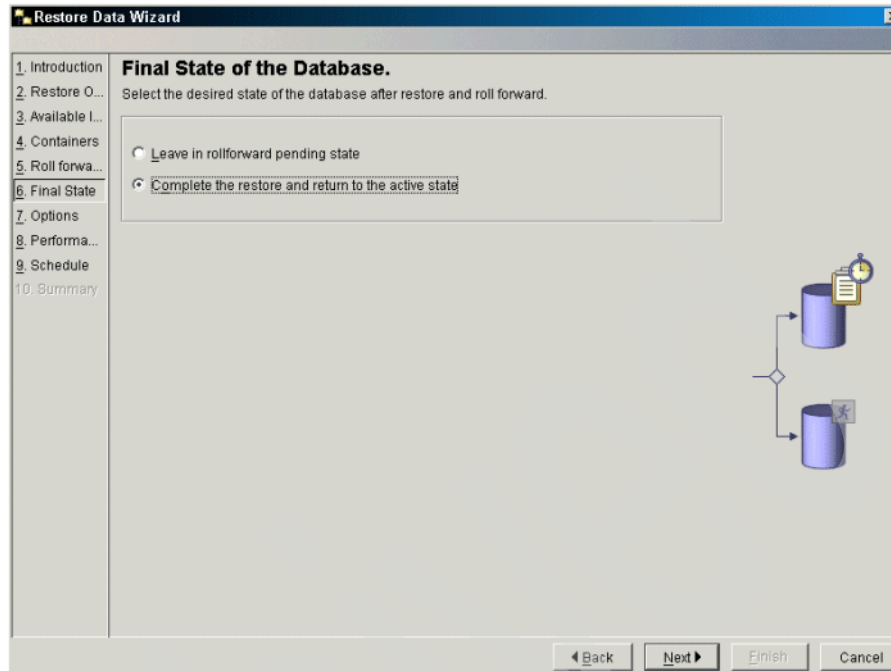 Restore Data Wizard
1. Introduction
2. Restore O...
3. Available I...
4. Containers
5. Roll forwa...
6. Final State
7. Options
8. Performa...
9. Schedule
10. Summary
Final State of the Database.
Select the desired state of the database after restore and roll forward.
Leave in rollforward pending state
Complete the restore and return to the active state
Back
Next
Finish
Cancel